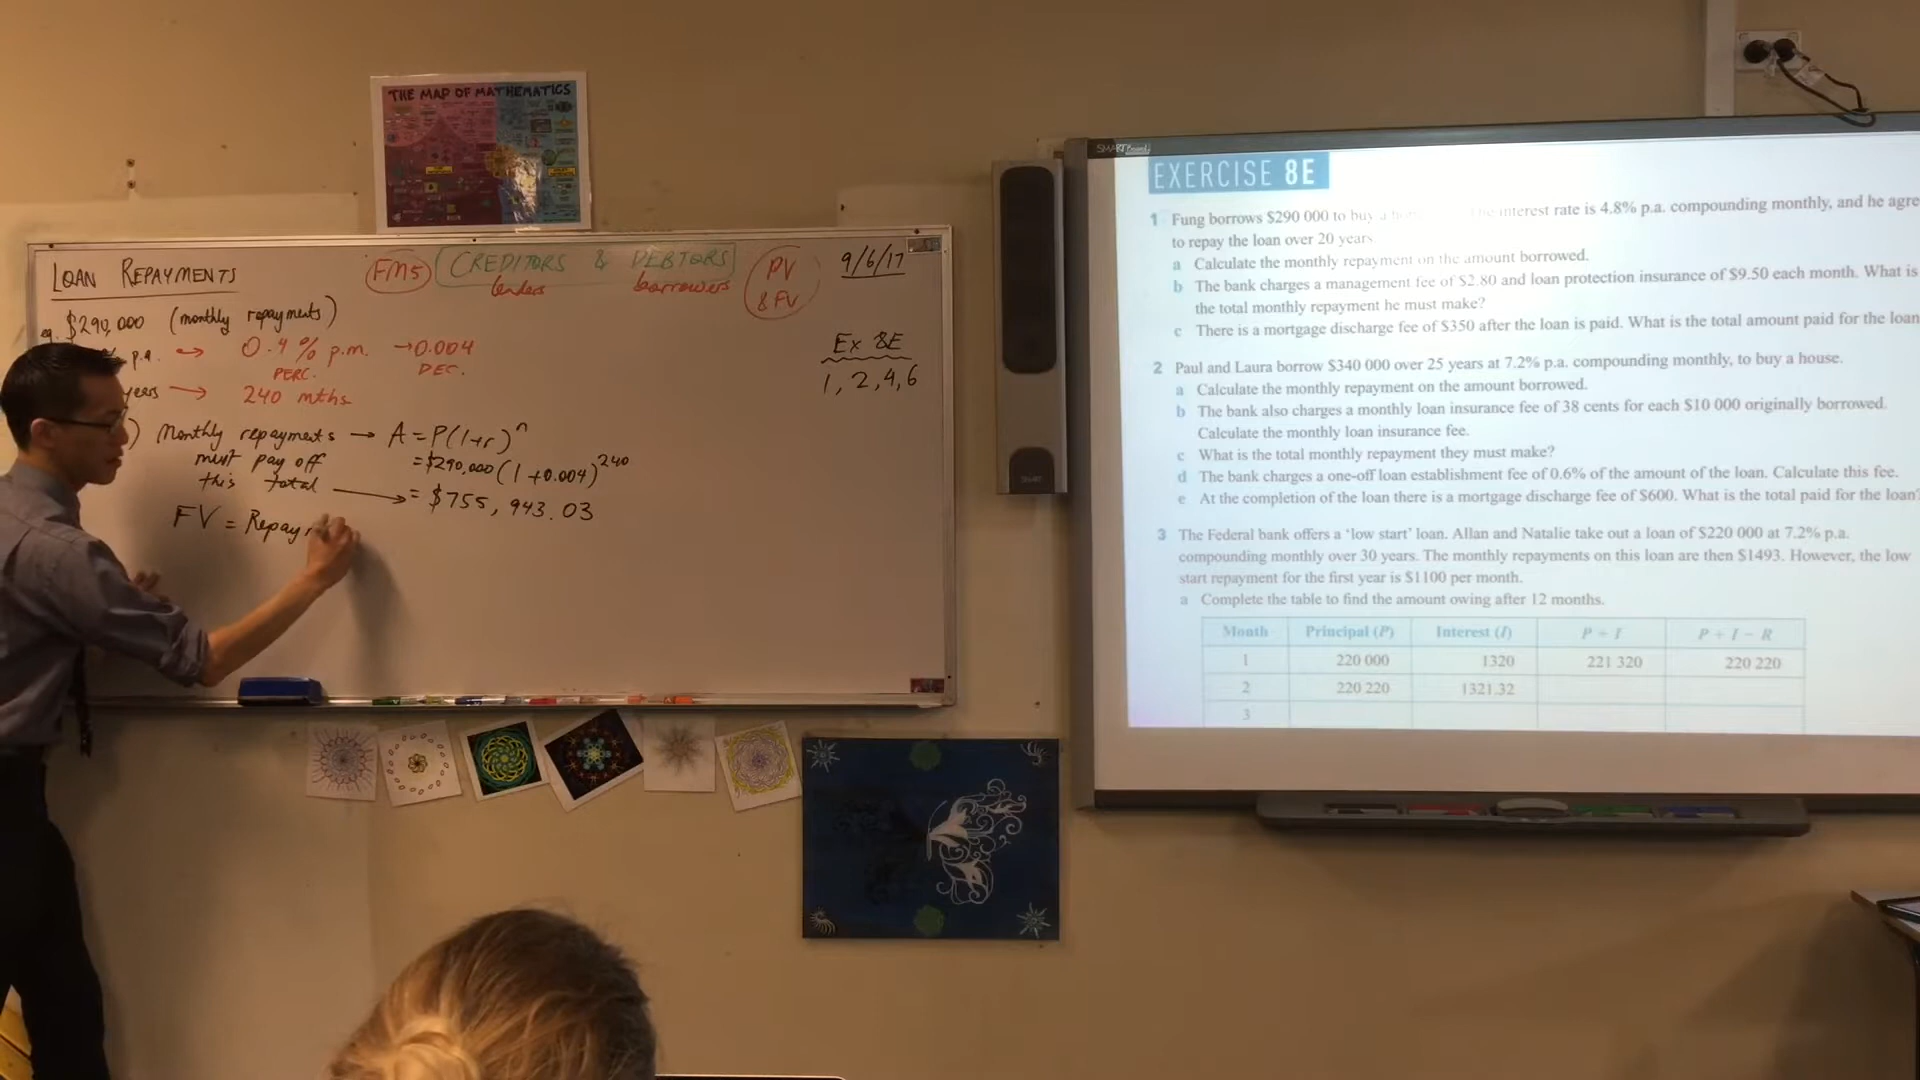 THE MAP OF MATHEMATICS
LOAN REPAYMENTS
FM5
CREDITORS & DEBTORS
lenders
borrowers
PV
& FV
9/6/17
eg. $290,000 (monthly repayments)
p.a. → 0.4% p.m. → 0.004
PERC.
DEC.
years → 240 mths
Ex 8E
1, 2, 4, 6
) Monthly repayments → A = P(1+r)^n
must pay off
= $290,000 (1 + 0.004)^240
this total → = $755,943.03
FV = Repay
SMART Board
EXERCISE 8E
1 Fung borrows $290 000 to buy a interest rate is 4.8% p.a. compounding monthly, and he agre
to repay the loan over 20 years
a Calculate the monthly repayment on the amount borrowed.
b The bank charges a management fee of $2.80 and loan protection insurance of $9.50 each month. What is
the total monthly repayment he must make?
c There is a mortgage discharge fee of $350 after the loan is paid. What is the total amount paid for the loan
2 Paul and Laura borrow $340 000 over 25 years at 7.2% p.a. compounding monthly, to buy a house.
a Calculate the monthly repayment on the amount borrowed.
b The bank also charges a monthly loan insurance fee of 38 cents for each $10 000 originally borrowed.
Calculate the monthly loan insurance fee.
c What is the total monthly repayment they must make?
d The bank charges a one-off loan establishment fee of 0.6% of the amount of the loan. Calculate this fee.
e At the completion of the loan there is a mortgage discharge fee of $600. What is the total paid for the loan?
3 The Federal bank offers a 'low start' loan. Allan and Natalie take out a loan of $220 000 at 7.2% p.a.
compounding monthly over 30 years. The monthly repayments on this loan are then $1493. However, the low
start repayment for the first year is $1100 per month.
a Complete the table to find the amount owing after 12 months.
Month Principal (P) Interest (I) P + I P + I − R
1 220 000 1320 221 320 220 220
2 220 220 1321.32
3
SMART